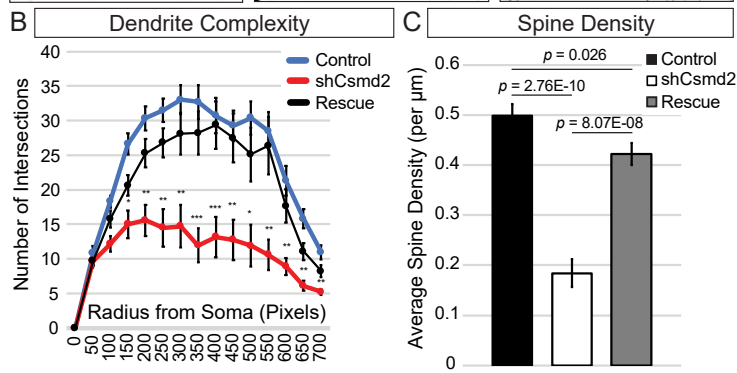 B
Dendrite Complexity
Number of Intersections
40
35
30
25
20
15
10
5
0
Control
shCsmd2
Rescue
*
**
**
**
***
***
**
*
**
**
**
**
Radius from Soma (Pixels)
0
50
100
150
200
250
300
350
400
450
500
550
600
650
700
C
Spine Density
Average Spine Density (per μm)
0.6
0.5
0.4
0.3
0.2
0.1
0
p = 0.026
p = 2.76E-10
p = 8.07E-08
Control
shCsmd2
Rescue